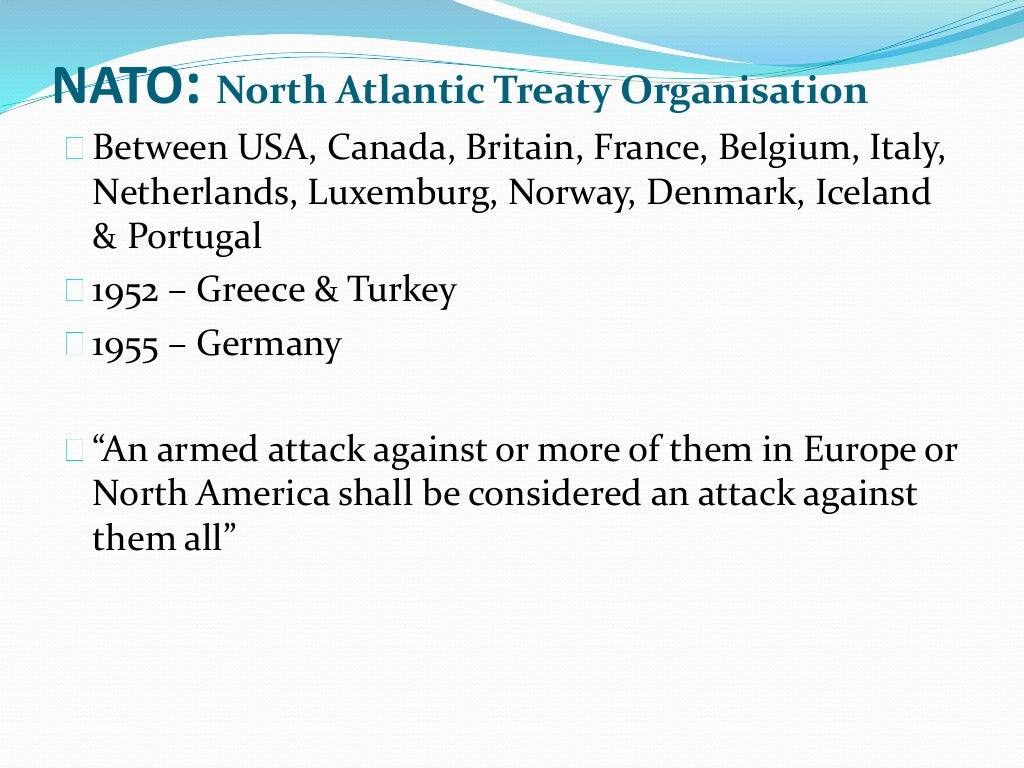 NATO: North Atlantic Treaty Organisation
Between USA, Canada, Britain, France, Belgium, Italy,
Netherlands, Luxemburg, Norway, Denmark, Iceland
& Portugal
1952 – Greece & Turkey
1955 – Germany
“An armed attack against or more of them in Europe or
North America shall be considered an attack against
them all”